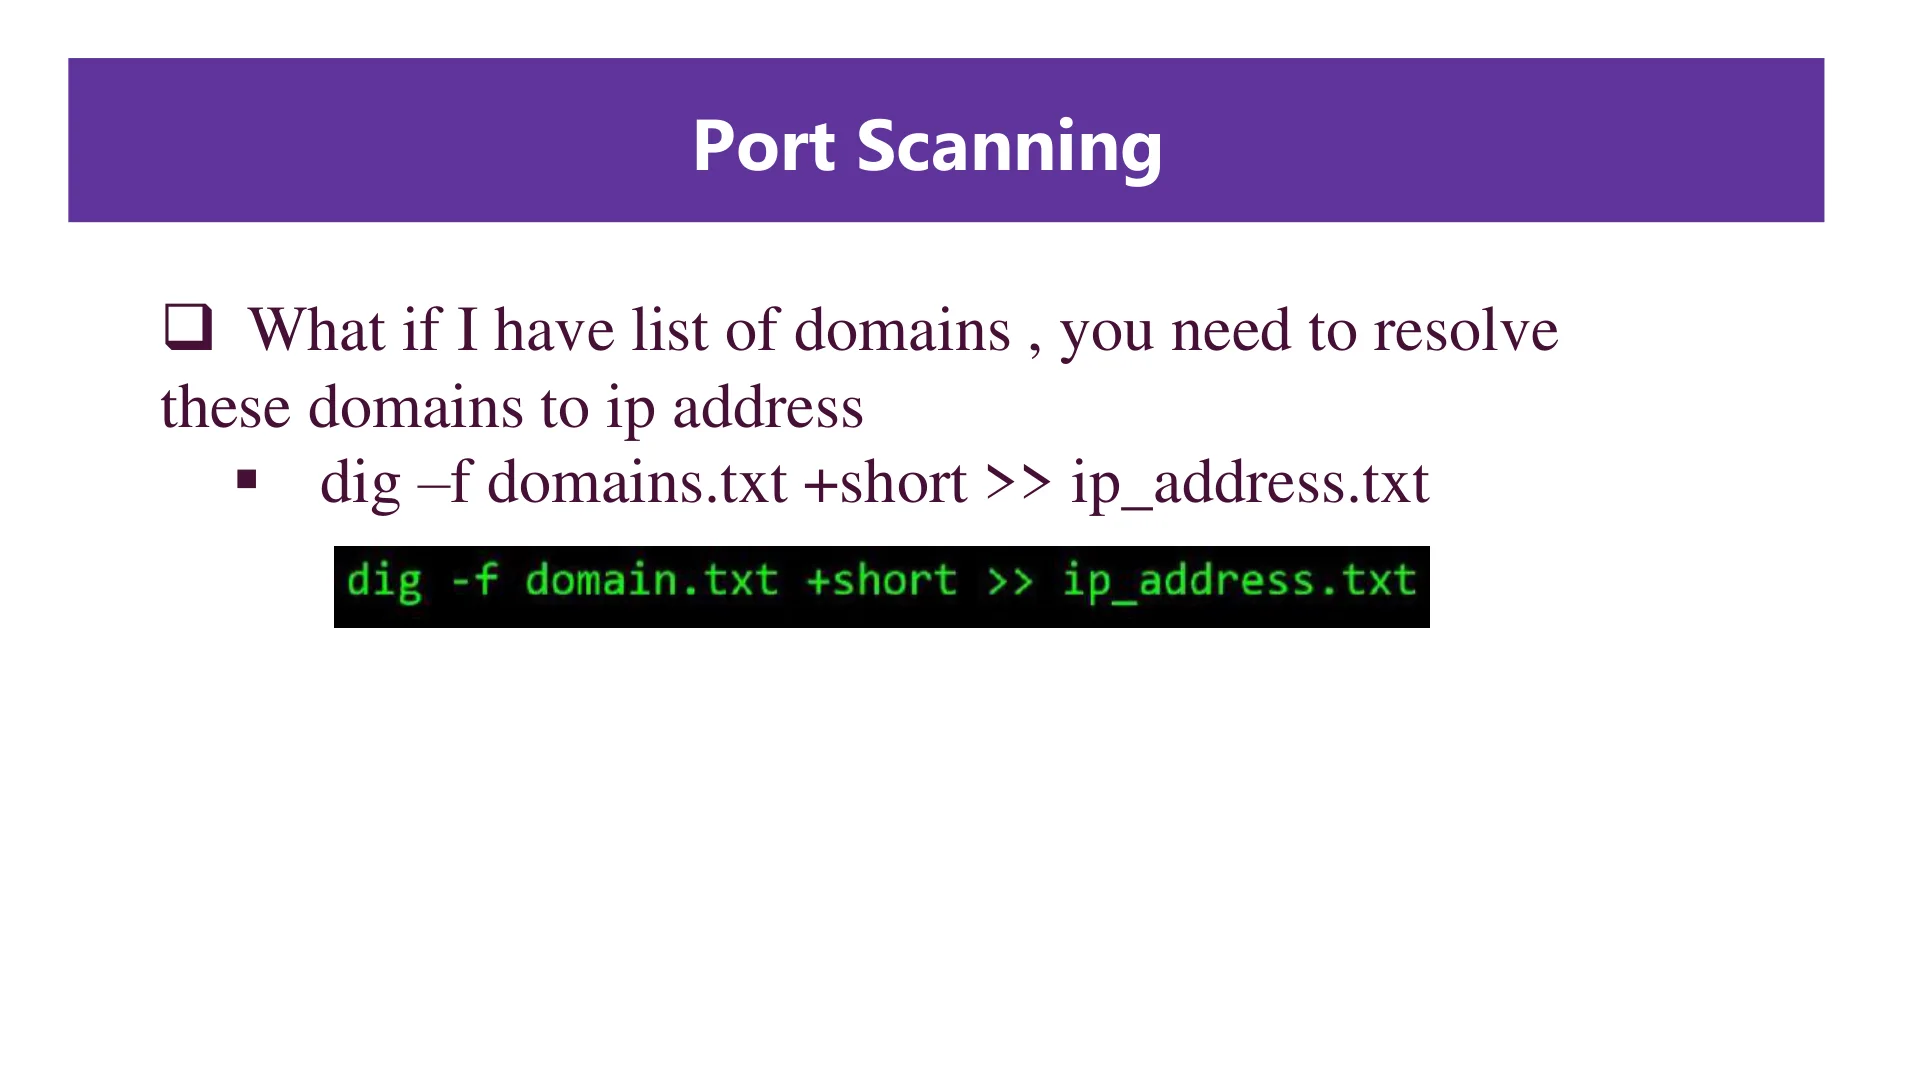 Port Scanning
❑ What if I have list of domains , you need to resolve
these domains to ip address
▪ dig –f domains.txt +short >> ip_address.txt
dig -f domain.txt +short >> ip_address.txt